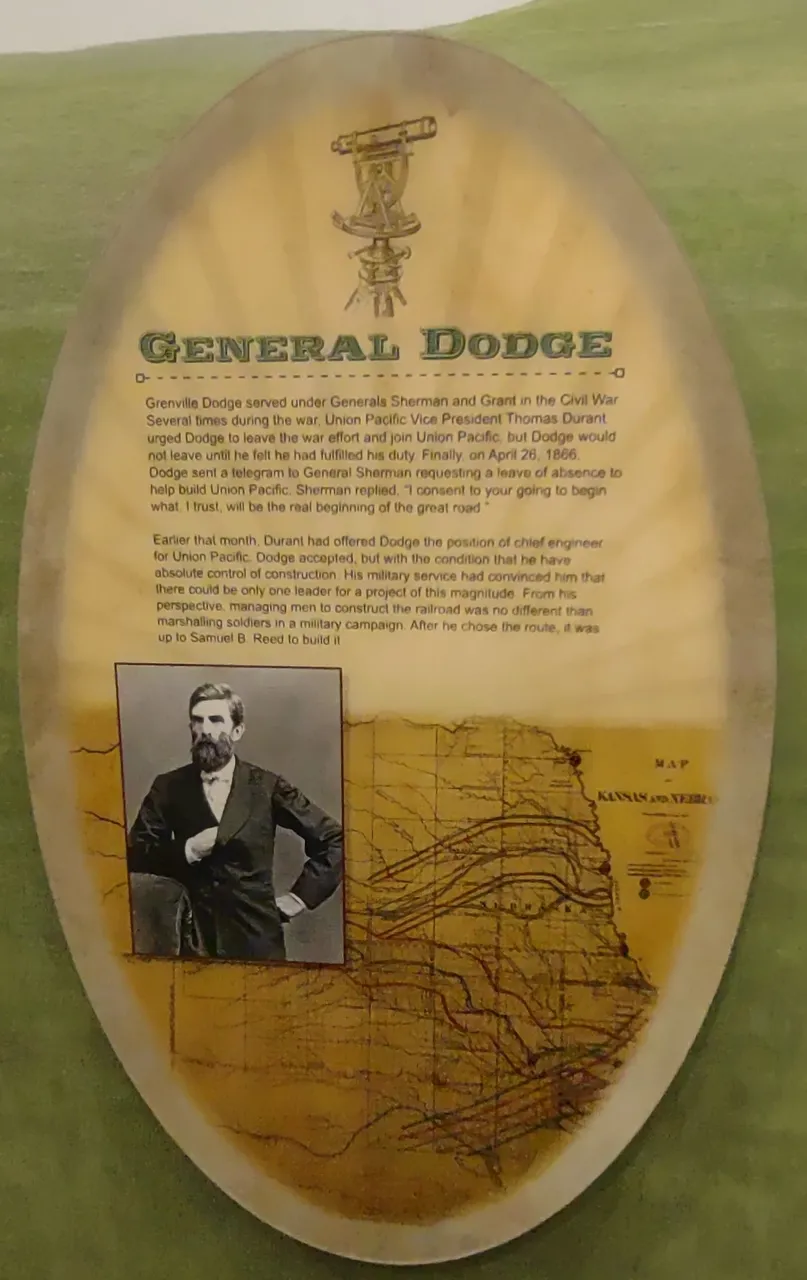 GENERAL DODGE
Grenville Dodge served under Generals Sherman and Grant in the Civil War
Several times during the war, Union Pacific Vice President Thomas Durant
urged Dodge to leave the war effort and join Union Pacific, but Dodge would
not leave until he felt he had fulfilled his duty. Finally, on April 26, 1866,
Dodge sent a telegram to General Sherman requesting a leave of absence to
help build Union Pacific. Sherman replied, "I consent to your going to begin
what, I trust, will be the real beginning of the great road."
Earlier that month, Durant had offered Dodge the position of chief engineer
for Union Pacific. Dodge accepted, but with the condition that he have
absolute control of construction. His military service had convinced him that
there could be only one leader for a project of this magnitude. From his
perspective, managing men to construct the railroad was no different than
marshalling soldiers in a military campaign. After he chose the route, it was
up to Samuel B. Reed to build it
MAP
KANSAS AND NEBRA
NEBRASKA